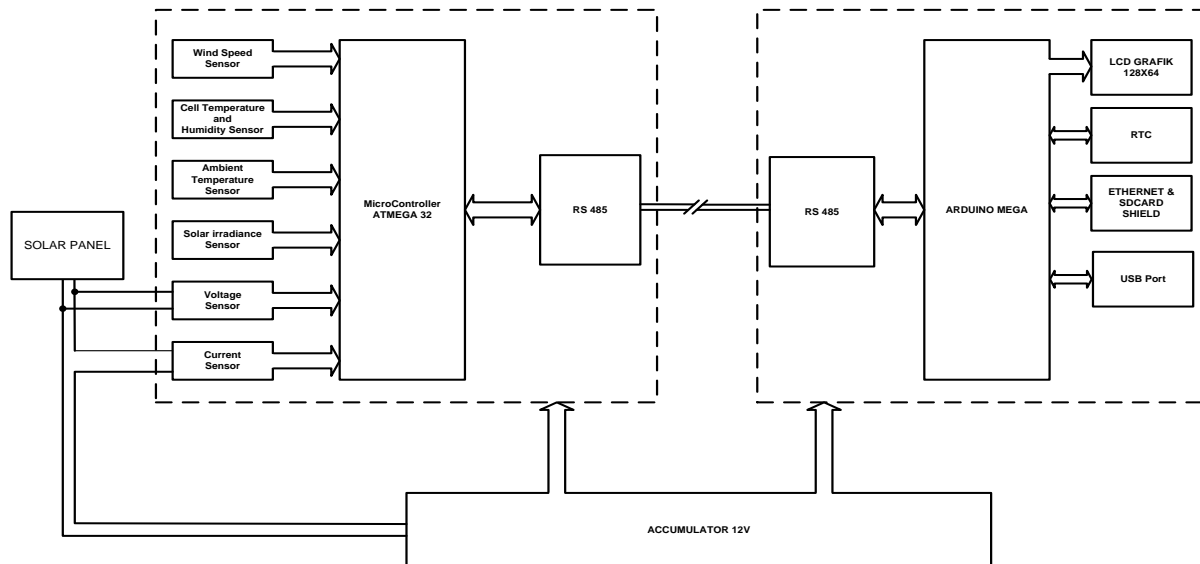 Wind Speed
Sensor
Cell Temperature
and
Humidity Sensor
Ambient
Temperature
Sensor
Solar irradiance
Sensor
Voltage
Sensor
Current
Sensor
SOLAR PANEL
MicroController
ATMEGA 32
RS 485
RS 485
ARDUINO MEGA
LCD GRAFIK
128X64
RTC
ETHERNET &
SDCARD
SHIELD
USB Port
ACCUMULATOR 12V